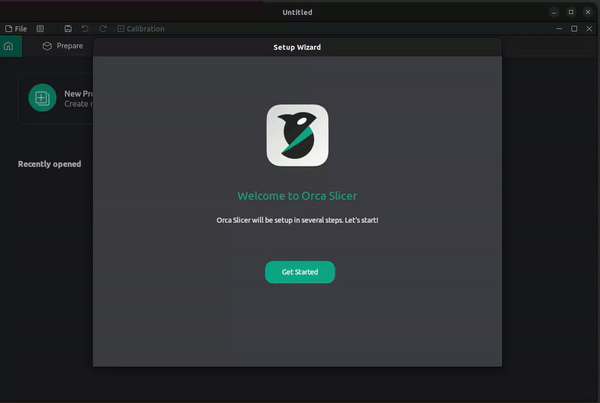 Untitled
File
Calibration
Prepare
Setup Wizard
New Pro
Create n
Recently opened
Welcome to Orca Slicer
Orca Slicer will be setup in several steps. Let's start!
Get Started